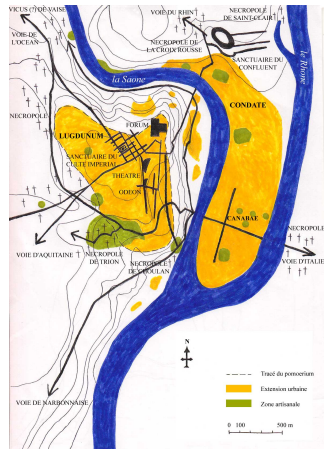 VICUS (?) DE VAISE
VOIE DU RHIN
NECROPOLE
DE SAINT-CLAIR
VOIE DE
L'OCEAN
NECROPOLE DE
LA CROIX ROUSSE
SANCTUAIRE DU
CONFLUENT
la Saône
le Rhone
NECROPOLE
CONDATE
FORUM
LUGDUNUM
SANCTUAIRE DU
CULTE IMPERIAL
THEATRE
ODEON
CANABAE
NECROPOLE
VOIE D'AQUITAINE
NECROPOLE
DE TRION
NECROPOLE
DE CHOULAN
VOIE D'ITALIE
N
Tracé du pomoerium
Extension urbaine
Zone artisanale
VOIE DE NARBONNAISE
0 100 500 m